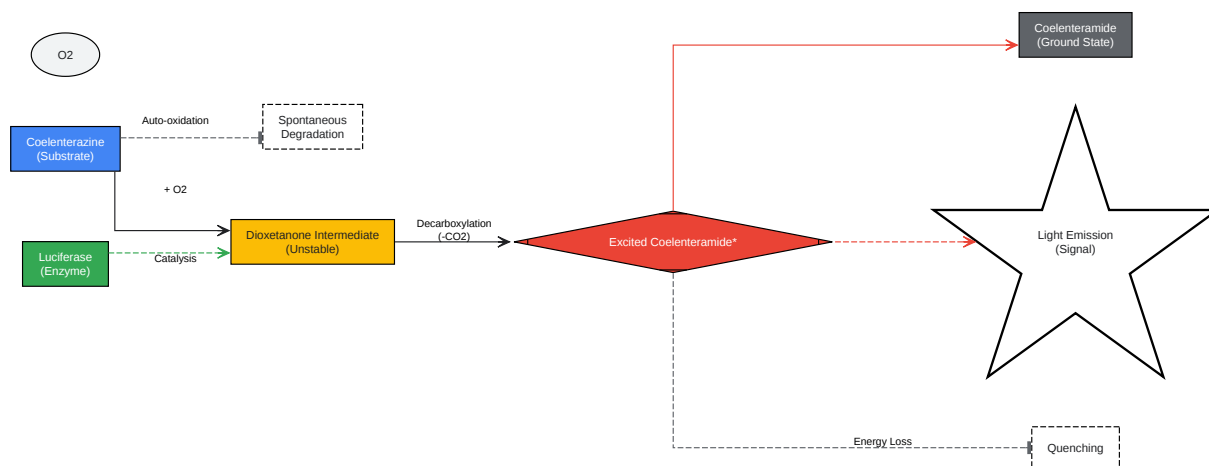 O2
Coelenterazine
(Substrate)
Auto-oxidation
Spontaneous
Degradation
+ O2
Luciferase
(Enzyme)
Catalysis
Dioxetanone Intermediate
(Unstable)
Decarboxylation
(-CO2)
Excited Coelenteramide*
Coelenteramide
(Ground State)
Light Emission
(Signal)
Energy Loss
Quenching